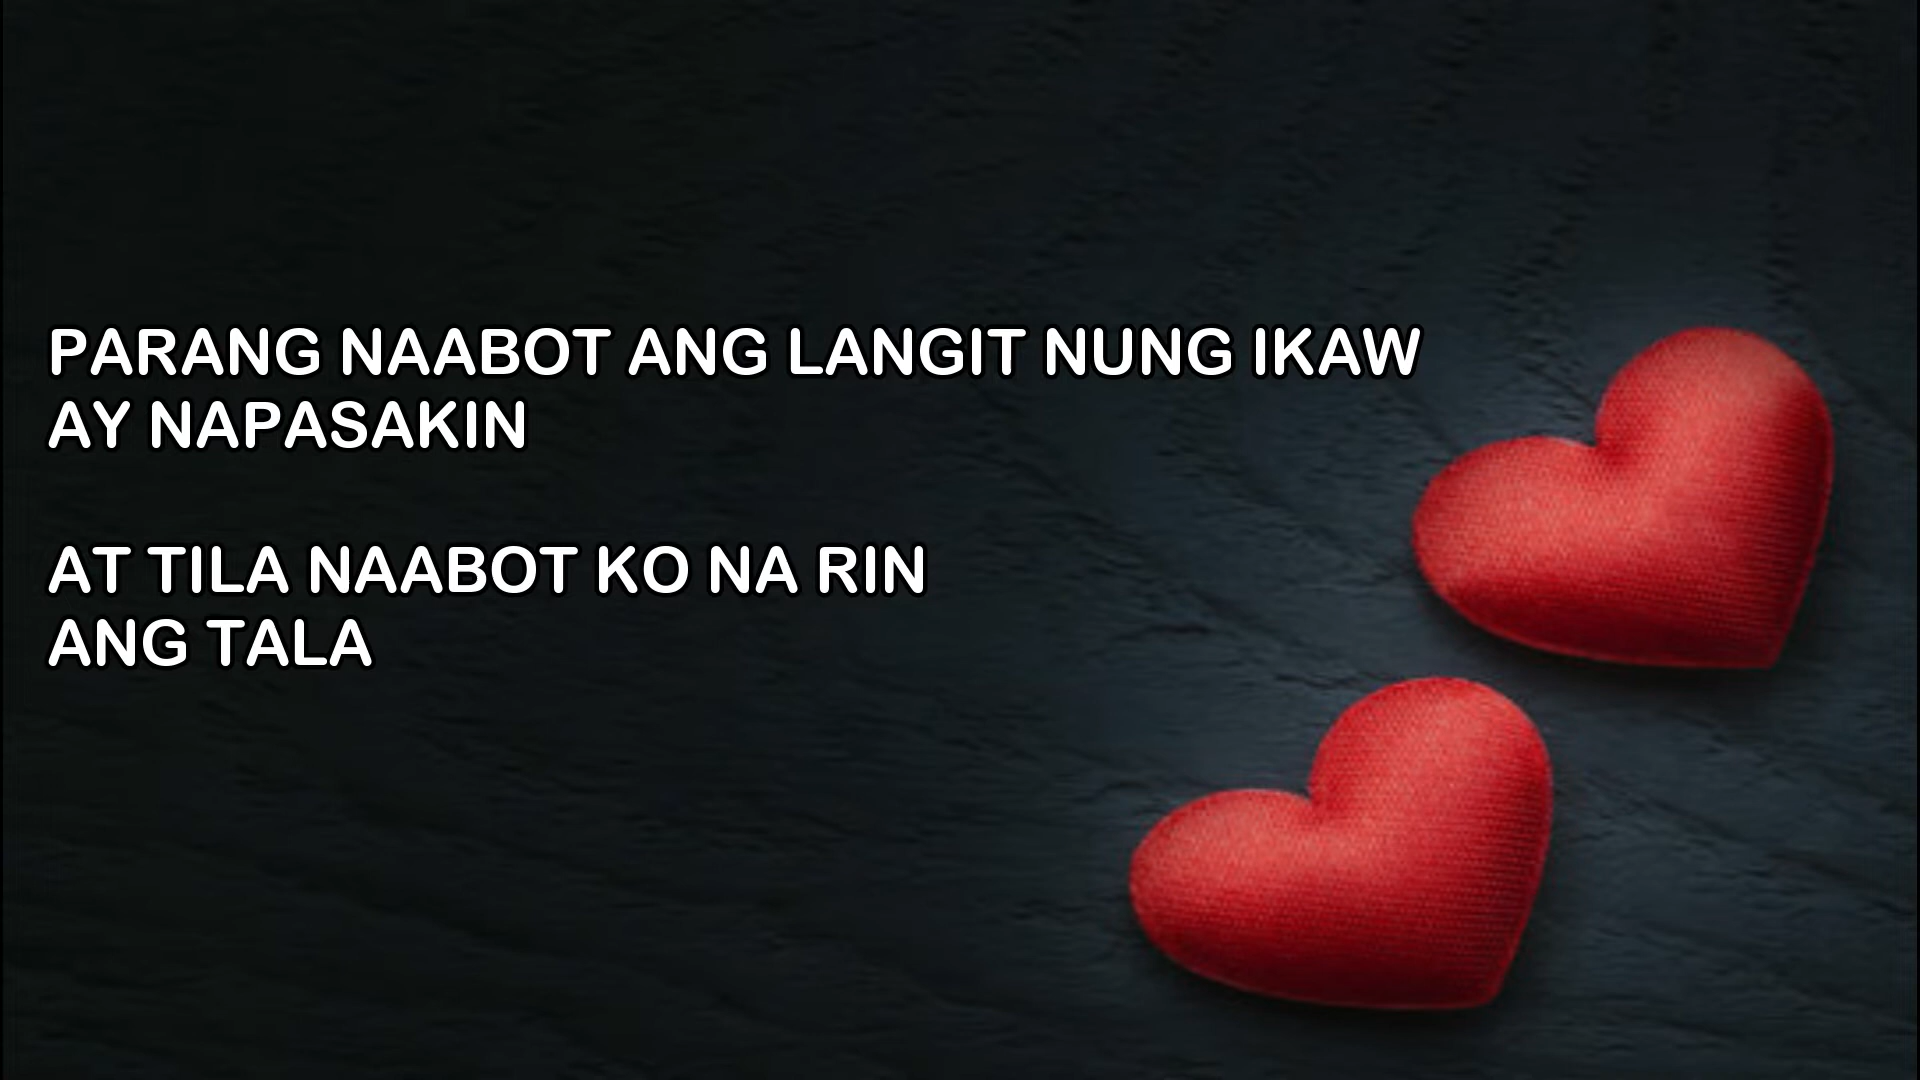 PARANG NAABOT ANG LANGIT NUNG IKAW
AY NAPASAKIN
AT TILA NAABOT KO NA RIN
ANG TALA